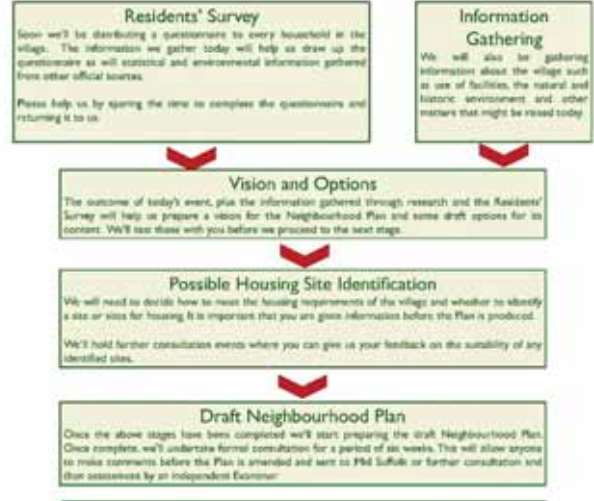 Residents' Survey
Soon we'll be distributing a questionnaire to every household in the
village. The information we gather today will help us draw up the
questionnaire as will statistical and environmental information gathered
from other official sources.
Please help us by sparing the time to complete the questionnaire and
returning it to us.
Information
Gathering
We will also be gathering
information about the village such
as use of facilities, the natural and
historic environment and other
matters that might be raised today.
Vision and Options
The outcome of today's event, plus the information gathered through research and the Residents'
Survey will help us prepare a vision for the Neighbourhood Plan and some draft options for its
content. We'll test these with you before we proceed to the next stage.
Possible Housing Site Identification
We will need to decide how to meet the housing requirements of the village and whether to identify
a site or sites for housing. It is important that you are given information before the Plan is produced.
We'll hold further consultation events where you can give us your feedback on the suitability of any
identified sites.
Draft Neighbourhood Plan
Once the above stages have been completed we'll start preparing the draft Neighbourhood Plan.
Once complete, we'll undertake formal consultation for a period of six weeks. This will allow anyone
to make comments before the Plan is amended and sent to Mid Suffolk or further consultation and
then assessment by an independent Examiner